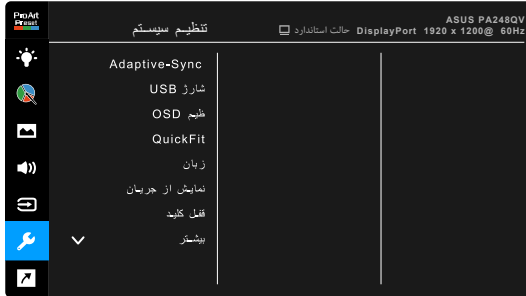 ProArt
Preset
تنظیم سیستم
ASUS PA248QV
حالت استاندارد DisplayPort 1920 x 1200@ 60Hz
Adaptive-Sync
شارژ USB
ظیم OSD
QuickFit
زبان
نمایش از جریان
قفل کلید
بیشتر